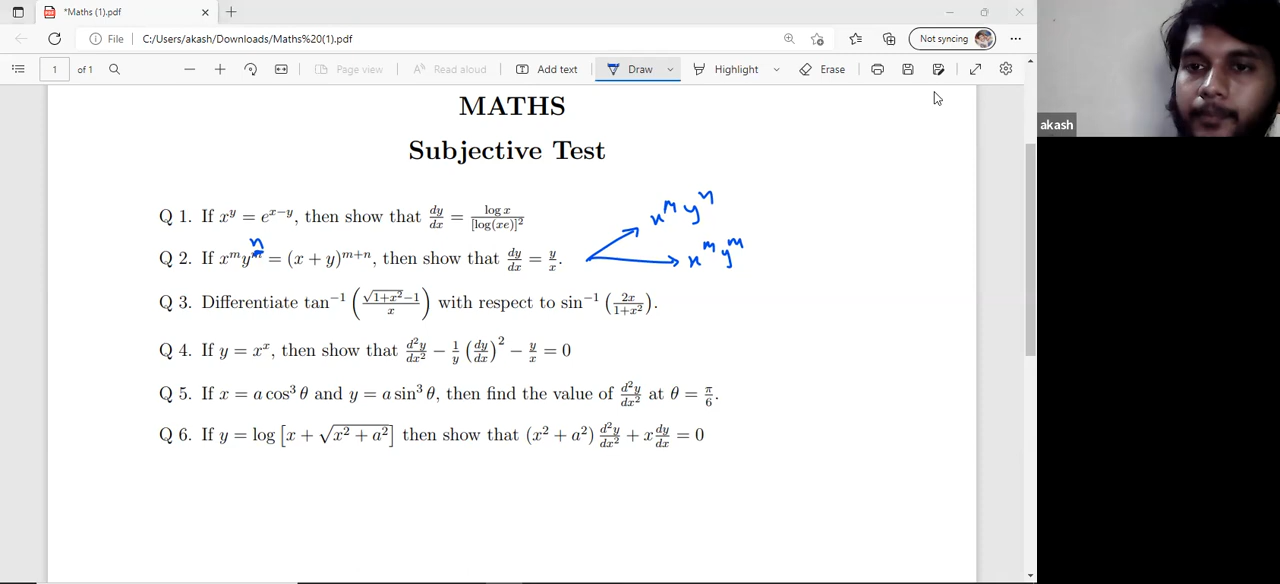 *Maths (1).pdf
File C:/Users/akash/Downloads/Maths%20(1).pdf Not syncing
1 of 1 Page view Read aloud Add text Draw Highlight Erase
akash
MATHS
Subjective Test
Q 1. If x^y = e^{x−y}, then show that dy/dx = log x/[log(xe)]^2
x^m y^n
n
Q 2. If x^m y^m = (x + y)^{m+n}, then show that dy/dx = y/x.
x^m y^m
Q 3. Differentiate tan^{−1} ((√(1+x^2)−1)/x) with respect to sin^{−1} (2x/(1+x^2)).
Q 4. If y = x^x, then show that d^2y/dx^2 − 1/y (dy/dx)^2 − y/x = 0
Q 5. If x = a cos^3 θ and y = a sin^3 θ, then find the value of d^2y/dx^2 at θ = π/6.
Q 6. If y = log [x + √(x^2 + a^2)] then show that (x^2 + a^2) d^2y/dx^2 + x dy/dx = 0